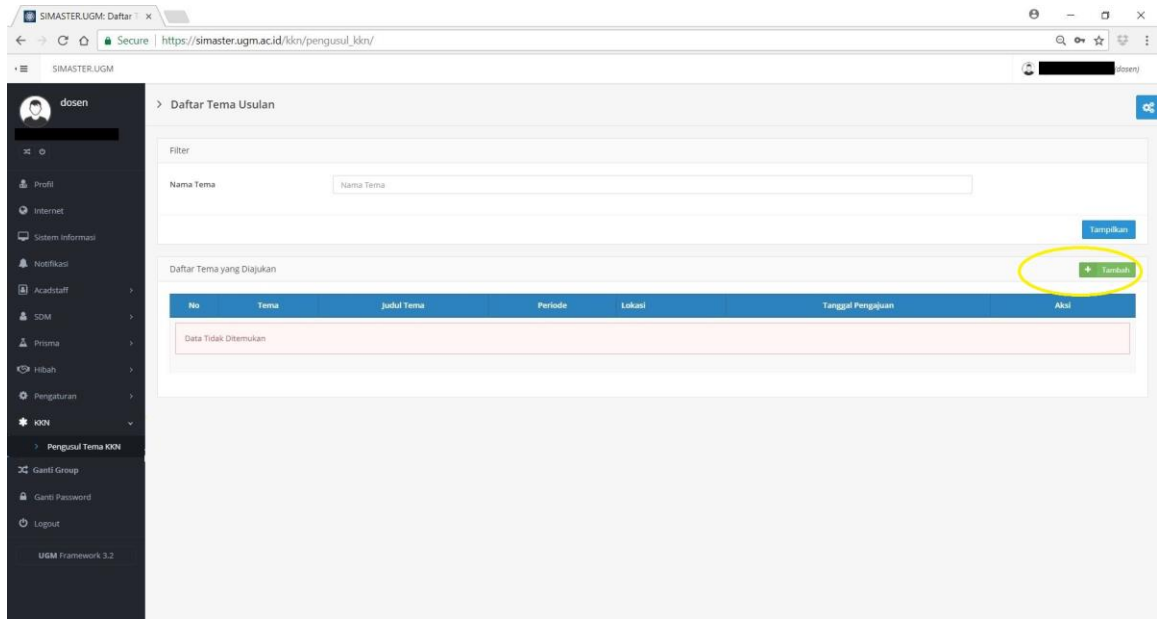 SIMASTER.UGM: Daftar T
Secure https://simaster.ugm.ac.id/kkn/pengusul_kkn/
SIMASTER.UGM
(dosen)
dosen
> Daftar Tema Usulan
Filter
Nama Tema Nama Tema
Tampilkan
Daftar Tema yang Diajukan
+ Tambah
No Tema Judul Tema Periode Lokasi Tanggal Pengajuan Aksi
Data Tidak Ditemukan
Profil
Internet
Sistem Informasi
Notifikasi
Acadstaff
SDM
Prisma
Hibah
Pengaturan
KKN
Pengusul Tema KKN
Ganti Group
Ganti Password
Logout
UGM Framework 3.2